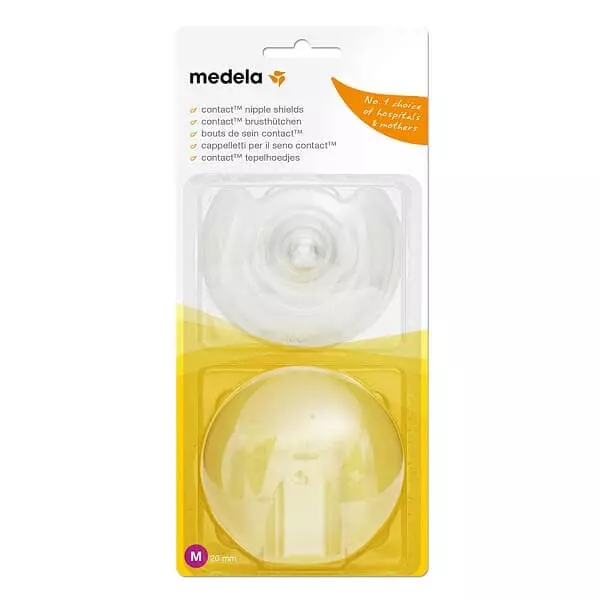 medela
contact™ nipple shields
contact™ brusthütchen
bouts de sein contact™
cappelletti per il seno contact™
contact™ tepelhoedjes
No. 1 choice
of hospitals
& mothers
M 20 mm